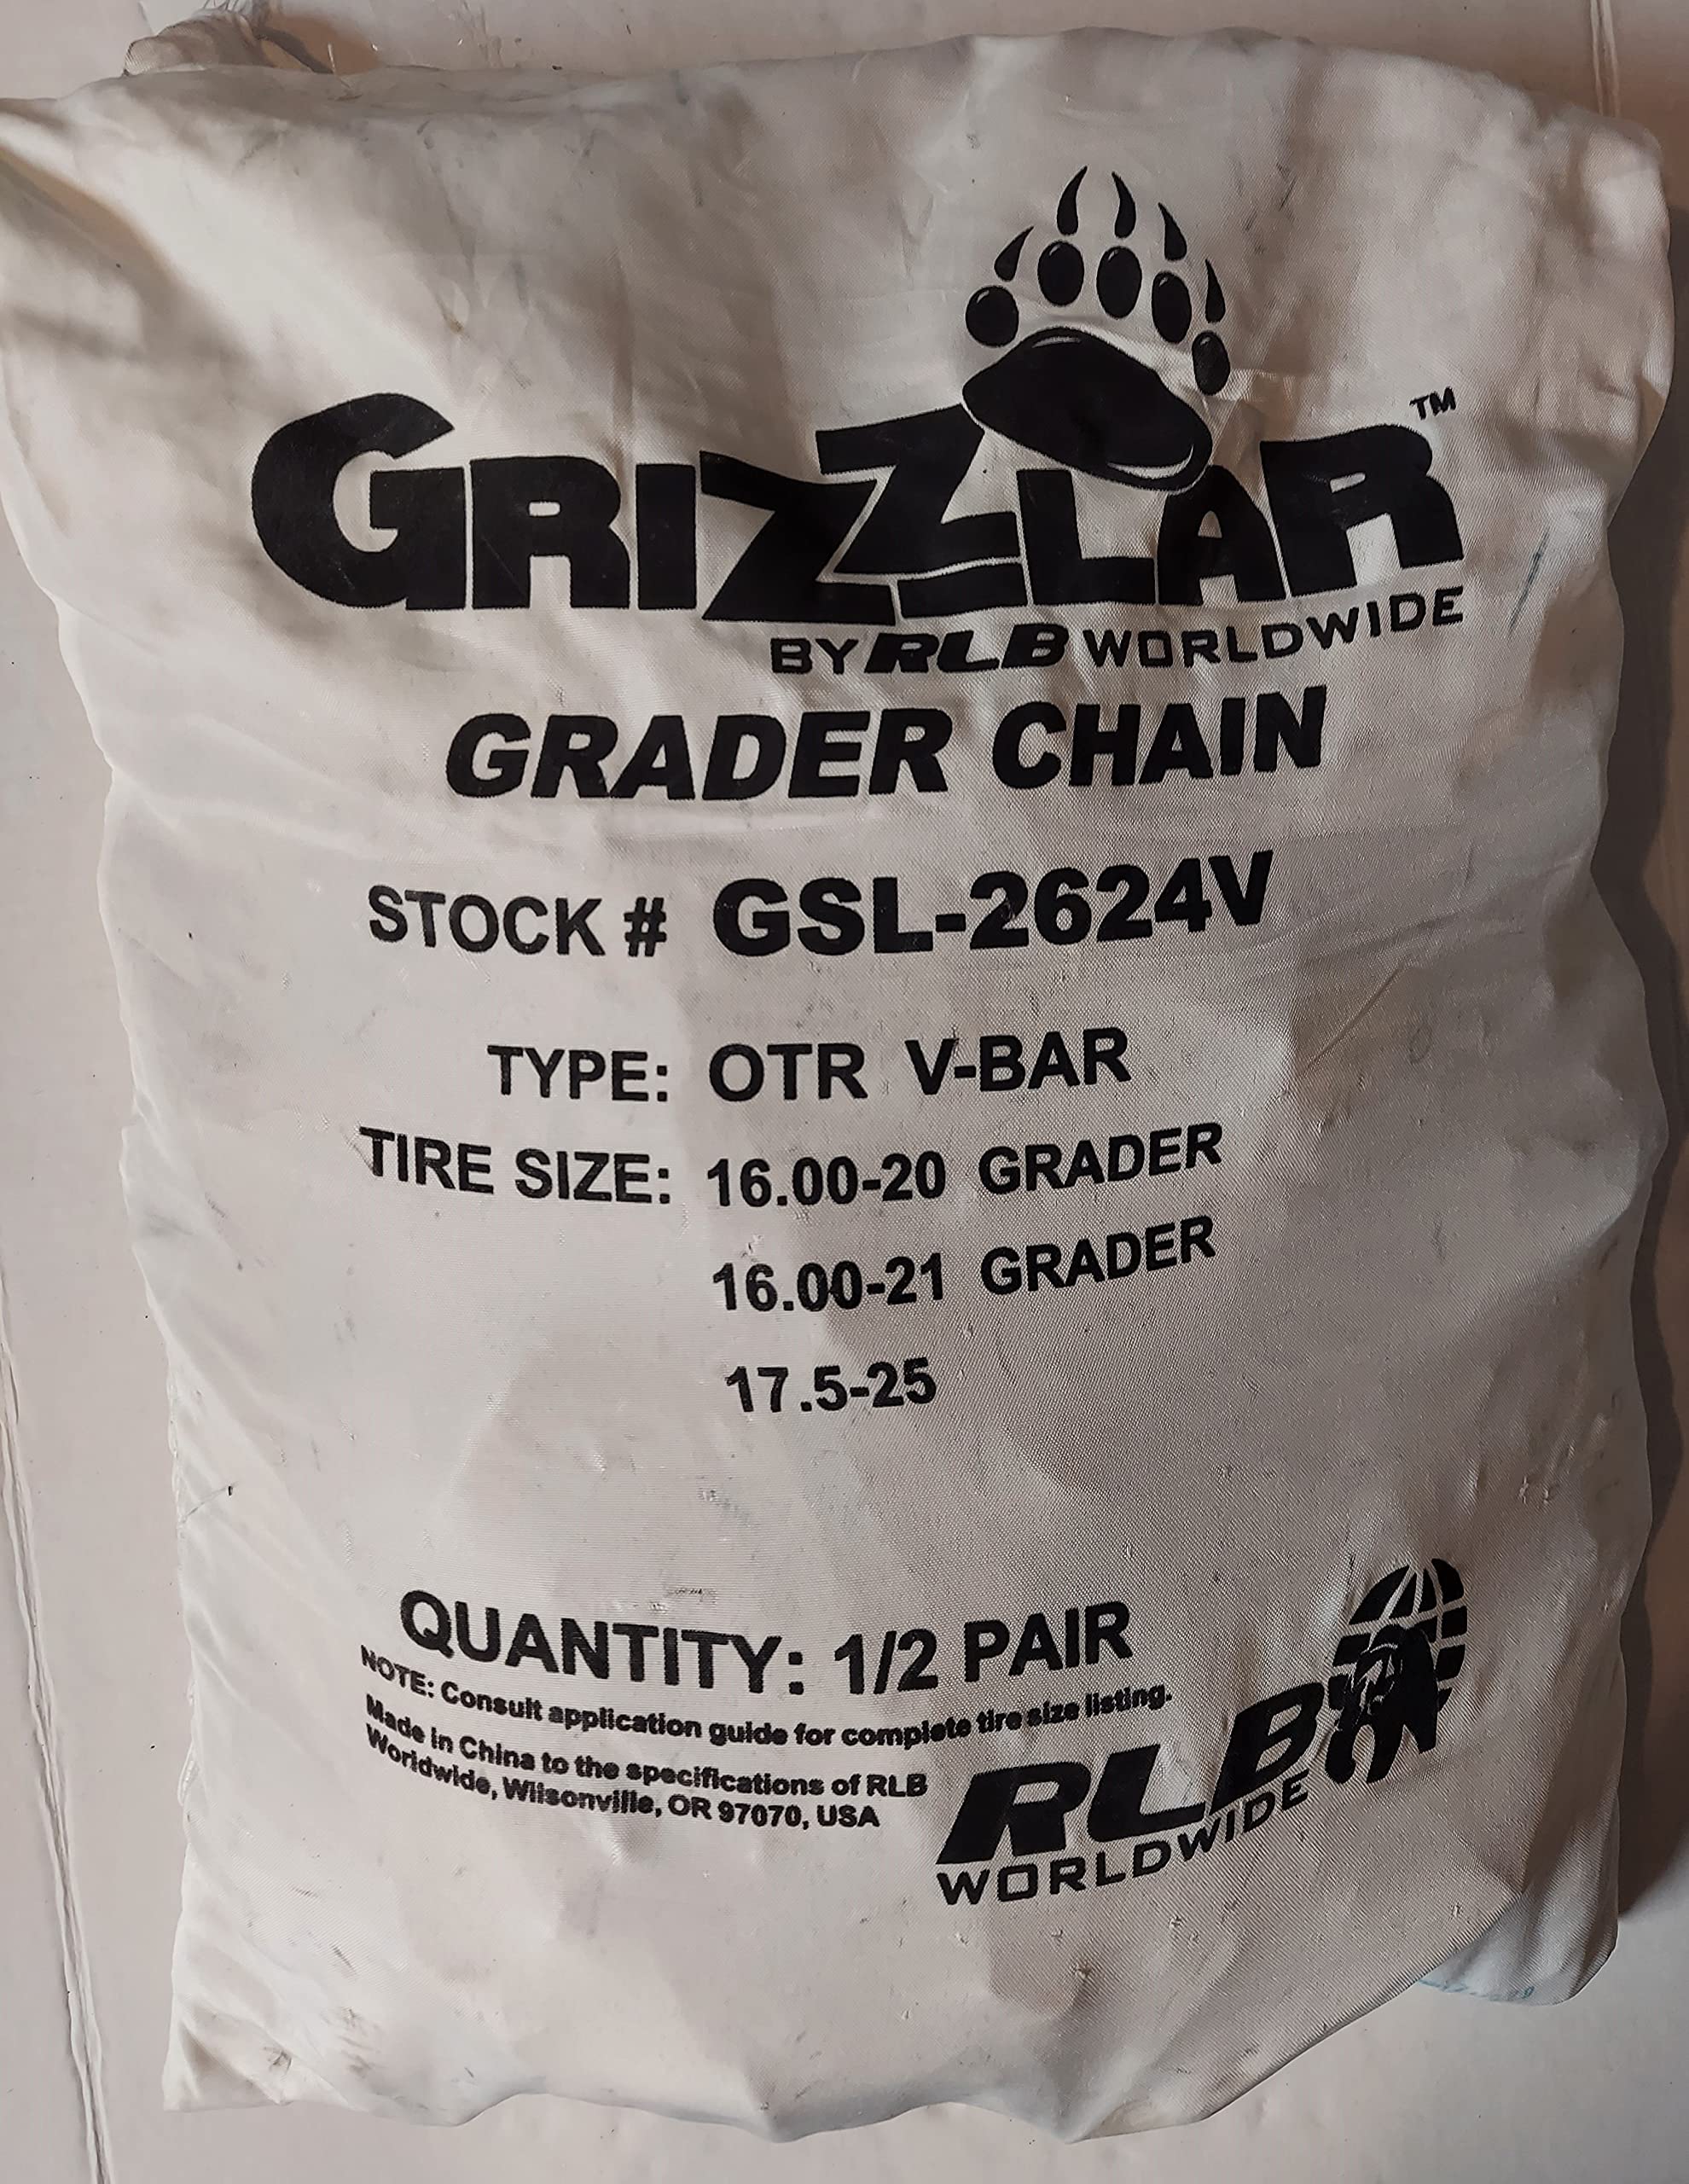 GRIZZLAR™
BY RLB WORLDWIDE
GRADER CHAIN
STOCK # GSL-2624V
TYPE: OTR V-BAR
TIRE SIZE: 16.00-20 GRADER
16.00-21 GRADER
17.5-25
QUANTITY: 1/2 PAIR
NOTE: Consult application guide for complete tire size listing.
Made in China to the specifications of RLB
Worldwide, Wilsonville, OR 97070, USA
RLB
WORLDWIDE